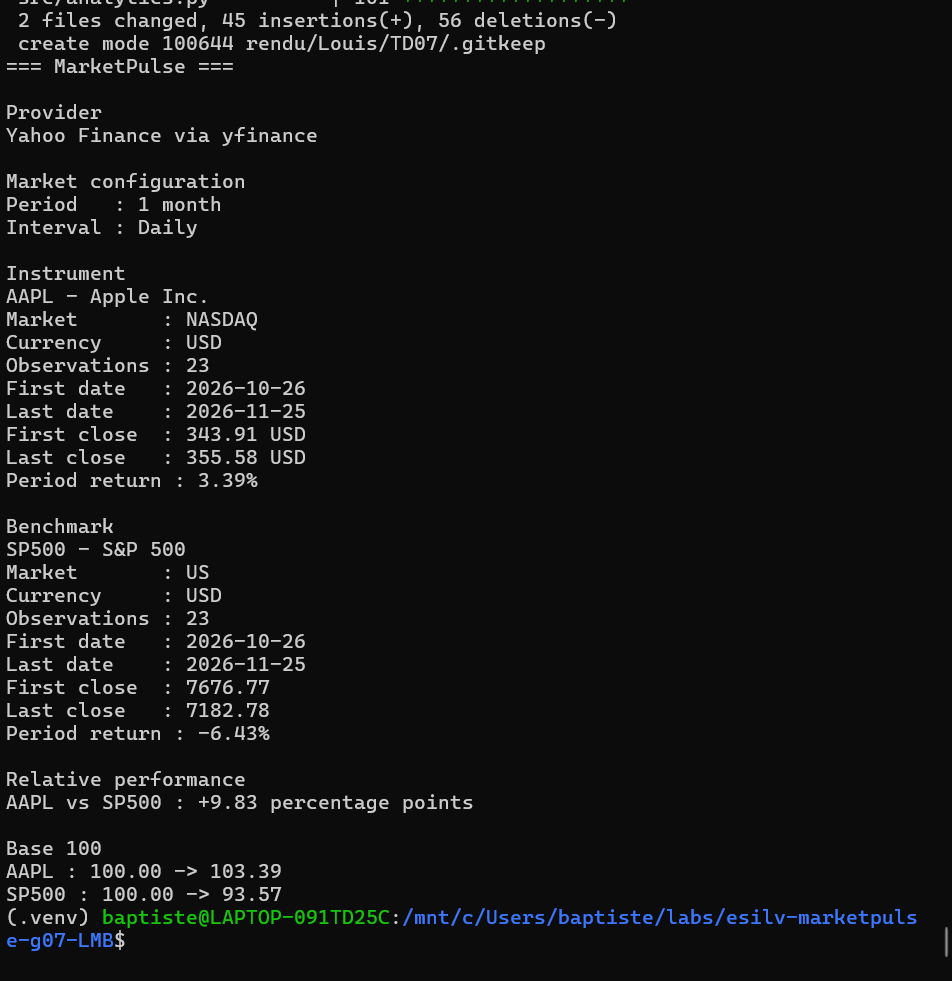 src/analytics.py | 101
2 files changed, 45 insertions(+), 56 deletions(-)
create mode 100644 rendu/Louis/TD07/.gitkeep
=== MarketPulse ===
Provider
Yahoo Finance via yfinance
Market configuration
Period   : 1 month
Interval : Daily
Instrument
AAPL - Apple Inc.
Market       : NASDAQ
Currency     : USD
Observations : 23
First date   : 2026-10-26
Last date    : 2026-11-25
First close  : 343.91 USD
Last close   : 355.58 USD
Period return : 3.39%
Benchmark
SP500 - S&P 500
Market       : US
Currency     : USD
Observations : 23
First date   : 2026-10-26
Last date    : 2026-11-25
First close  : 7676.77
Last close   : 7182.78
Period return : -6.43%
Relative performance
AAPL vs SP500 : +9.83 percentage points
Base 100
AAPL : 100.00 -> 103.39
SP500 : 100.00 -> 93.57
(.venv) baptiste@LAPTOP-091TD25C:/mnt/c/Users/baptiste/labs/esilv-marketpuls
e-g07-LMB$